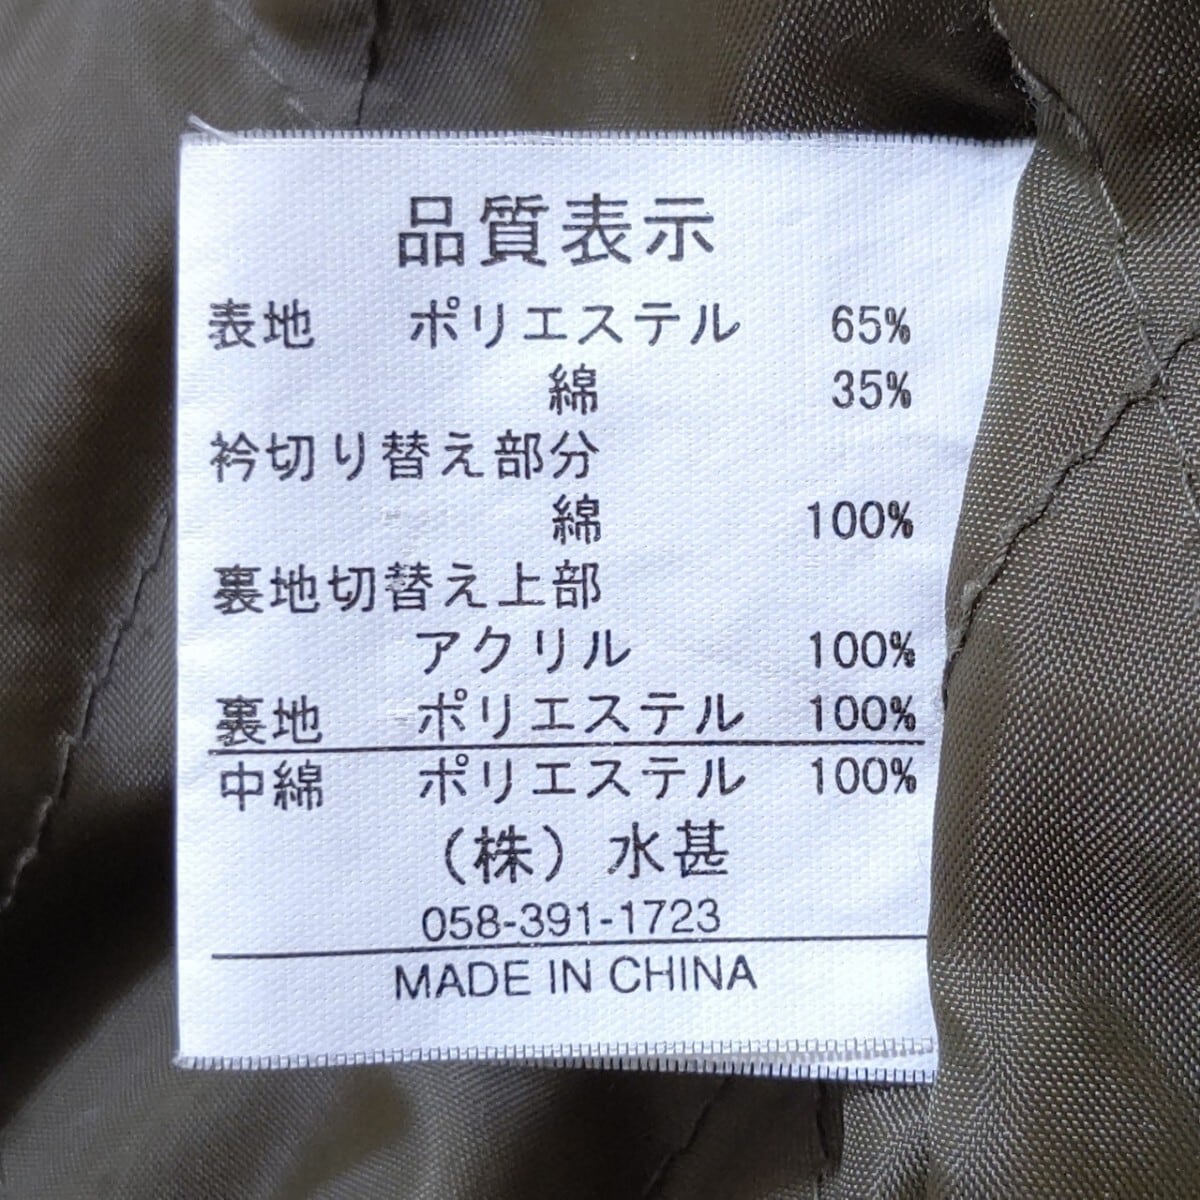 品質表示
表地 ポリエステル 65%
綿 35%
衿切り替え部分
綿 100%
裏地切替え上部
アクリル 100%
裏地 ポリエステル 100%
中綿 ポリエステル 100%
（株）水甚
058-391-1723
MADE IN CHINA